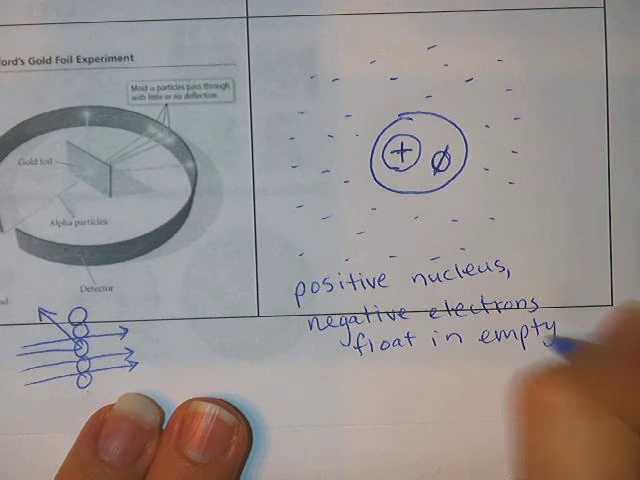 ord's Gold Foil Experiment
Most α particles pass through
with little or no deflection.
Gold foil
Alpha particles
Detector
+
positive nucleus,
negative electrons
float in empty